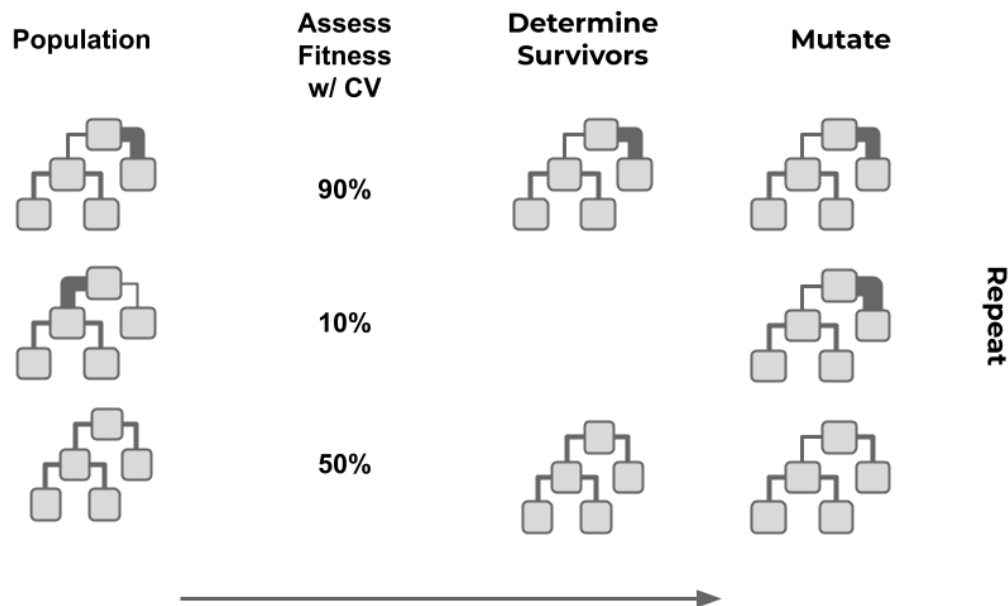 Population
Assess
Fitness
w/ CV
Determine
Survivors
Mutate
90%
10%
50%
Repeat